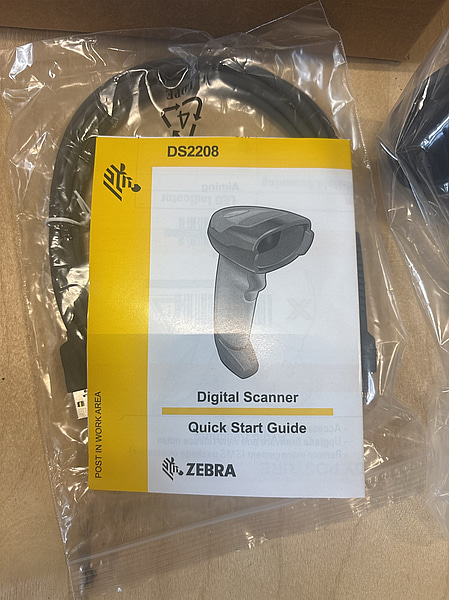 DS2208
Digital Scanner
Quick Start Guide
ZEBRA
POST IN WORK AREA